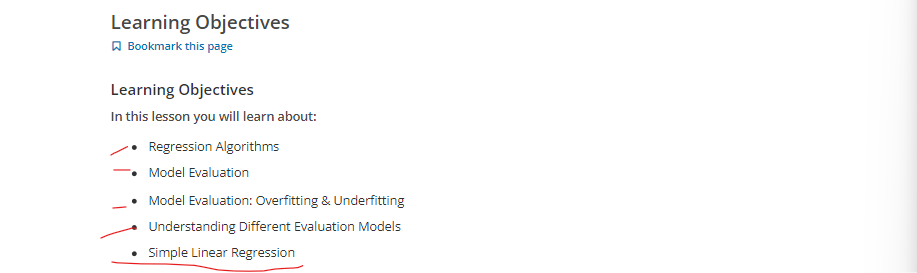 Learning Objectives
Bookmark this page
Learning Objectives
In this lesson you will learn about:
Regression Algorithms
Model Evaluation
Model Evaluation: Overfitting & Underfitting
Understanding Different Evaluation Models
Simple Linear Regression